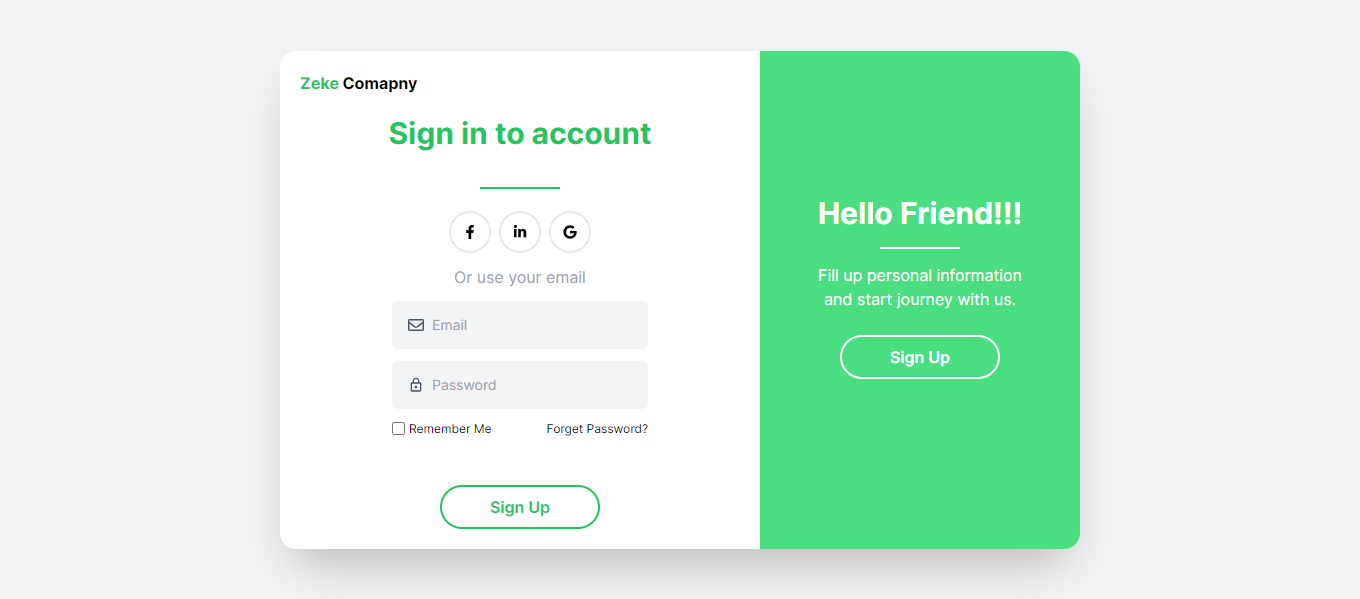 Zeke Comapny
Sign in to account
Or use your email
Email
Password
Remember Me
Forget Password?
Sign Up
Hello Friend!!!
Fill up personal information
and start journey with us.
Sign Up